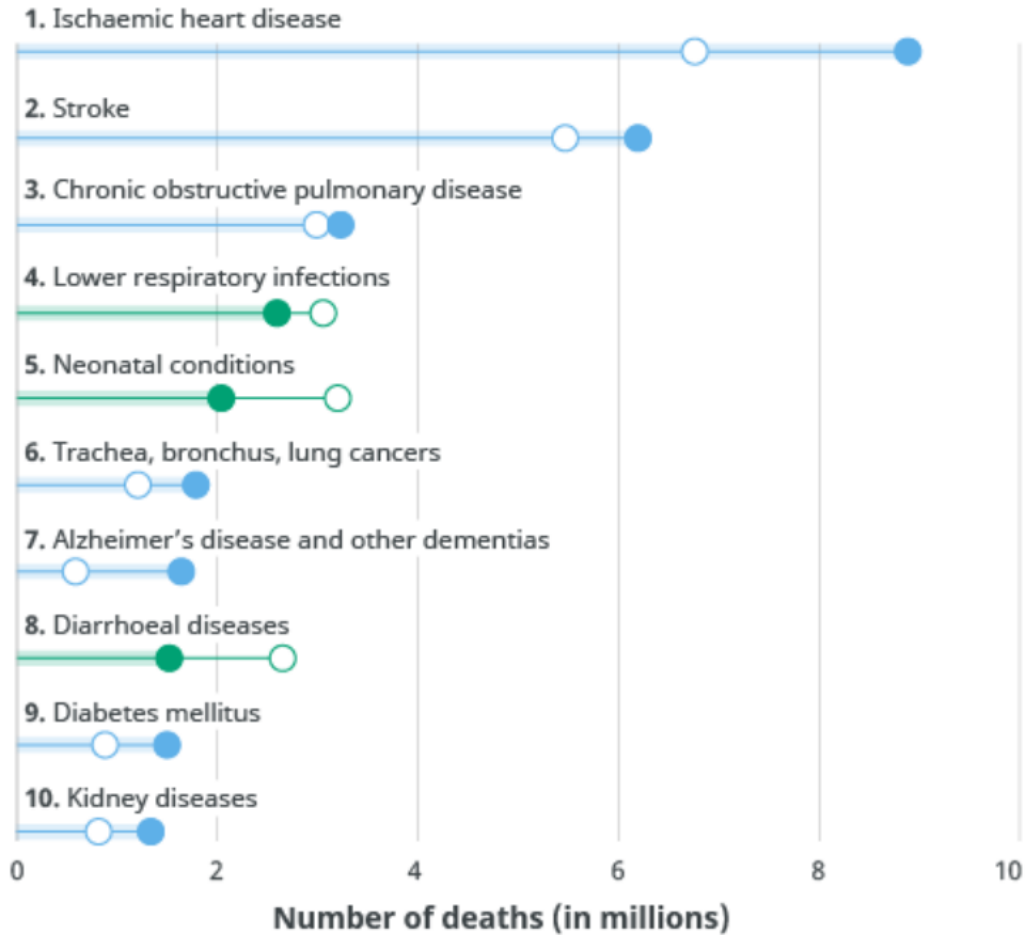 1. Ischaemic heart disease
2. Stroke
3. Chronic obstructive pulmonary disease
4. Lower respiratory infections
5. Neonatal conditions
6. Trachea, bronchus, lung cancers
7. Alzheimer’s disease and other dementias
8. Diarrhoeal diseases
9. Diabetes mellitus
10. Kidney diseases
0 2 4 6 8 10
Number of deaths (in millions)